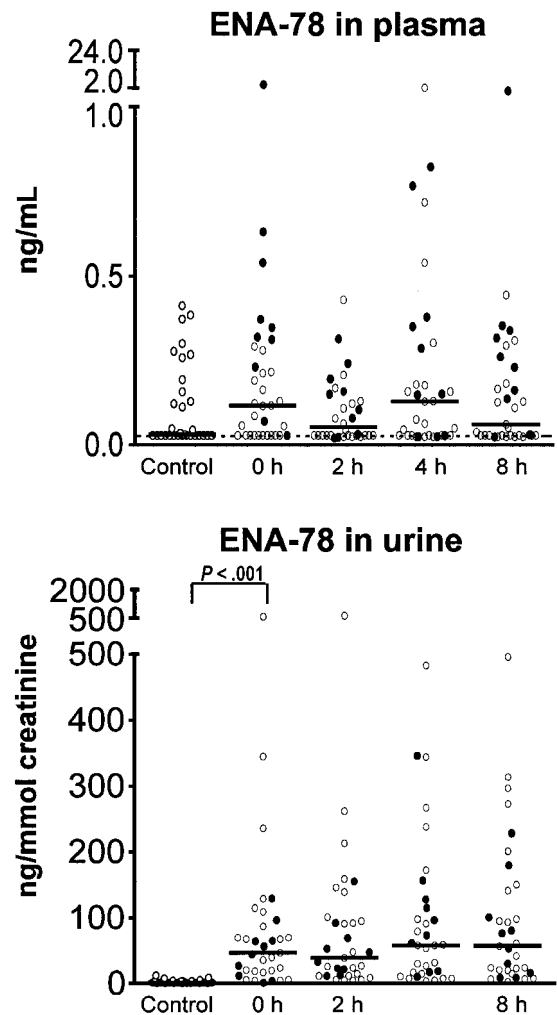 ENA-78 in plasma
24.0
2.0
1.0
0.5
0.0
ng/mL
Control 0 h 2 h 4 h 8 h
ENA-78 in urine
P < .001
2000
500
500
400
300
200
100
0
ng/mmol creatinine
Control 0 h 2 h 8 h